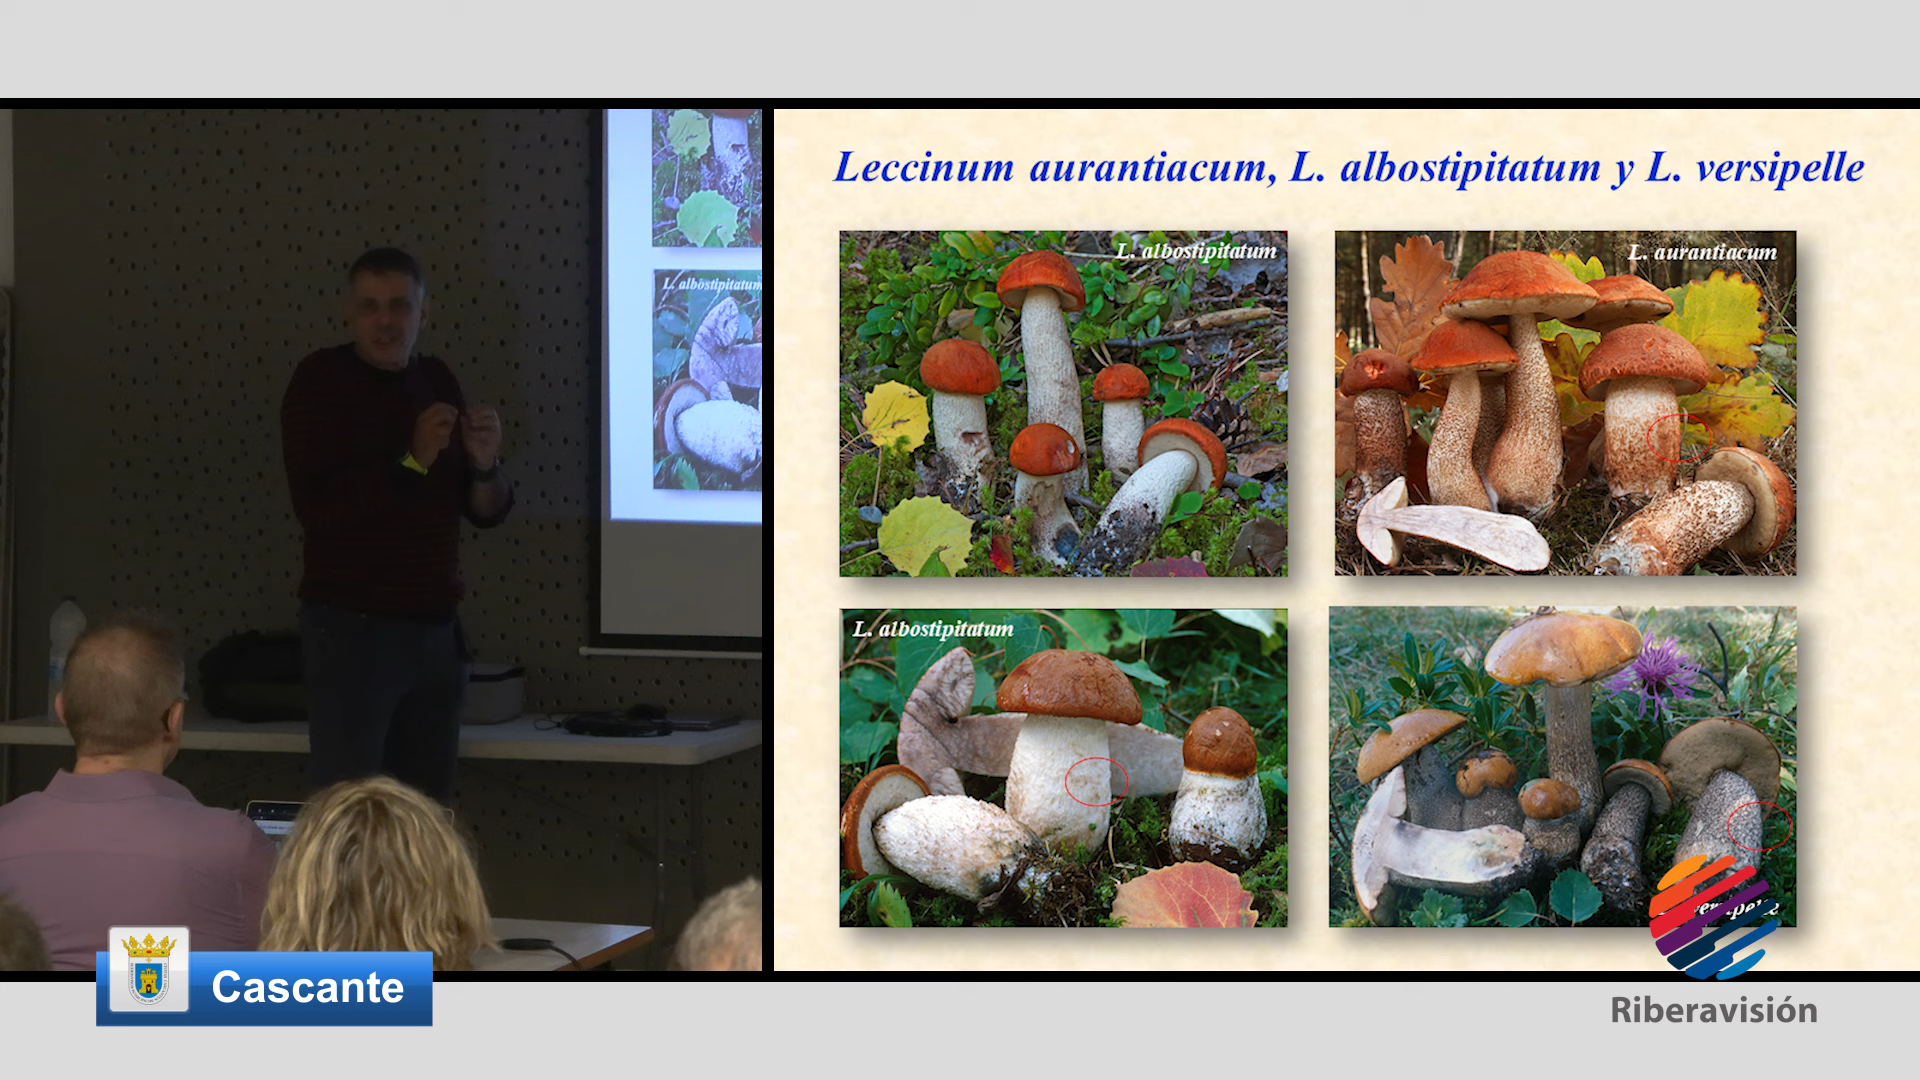 Leccinum aurantiacum, L. albostipitatum y L. versipelle
L. albostipitatum
L. aurantiacum
L. albostipitatum
L. albostipitatum
Cascante
Riberavisión